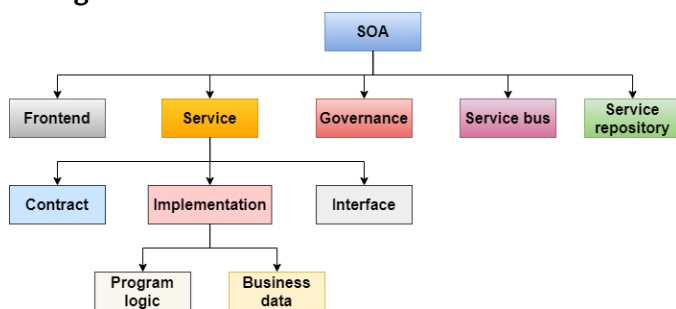 SOA
Frontend
Service
Governance
Service bus
Service
repository
Contract
Implementation
Interface
Program
logic
Business
data